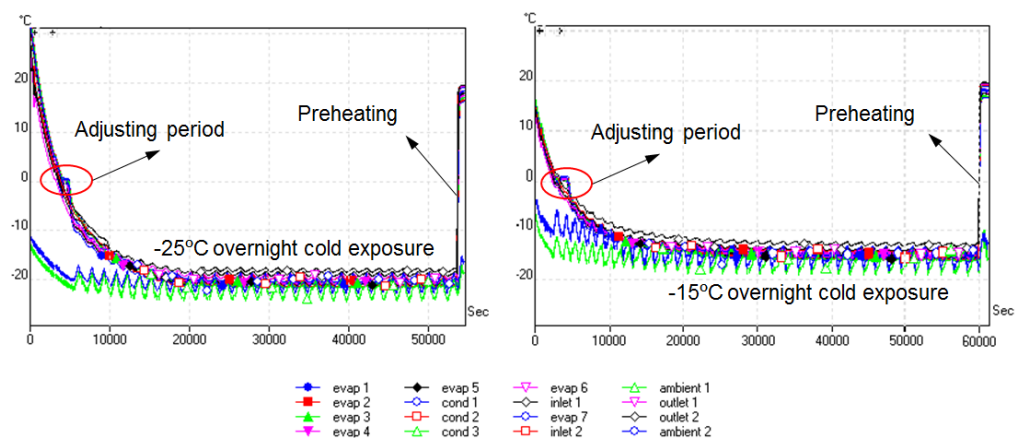 °C
20
10
0
-10
-20
Adjusting period
Preheating
-25°C overnight cold exposure
Sec
0 10000 20000 30000 40000 50000
°C
20
10
0
-10
-20
Adjusting period
Preheating
-15°C overnight cold exposure
Sec
0 10000 20000 30000 40000 50000 60000
evap 1 evap 5 evap 6 ambient 1
evap 2 cond 1 inlet 1 outlet 1
evap 3 cond 2 evap 7 outlet 2
evap 4 cond 3 inlet 2 ambient 2